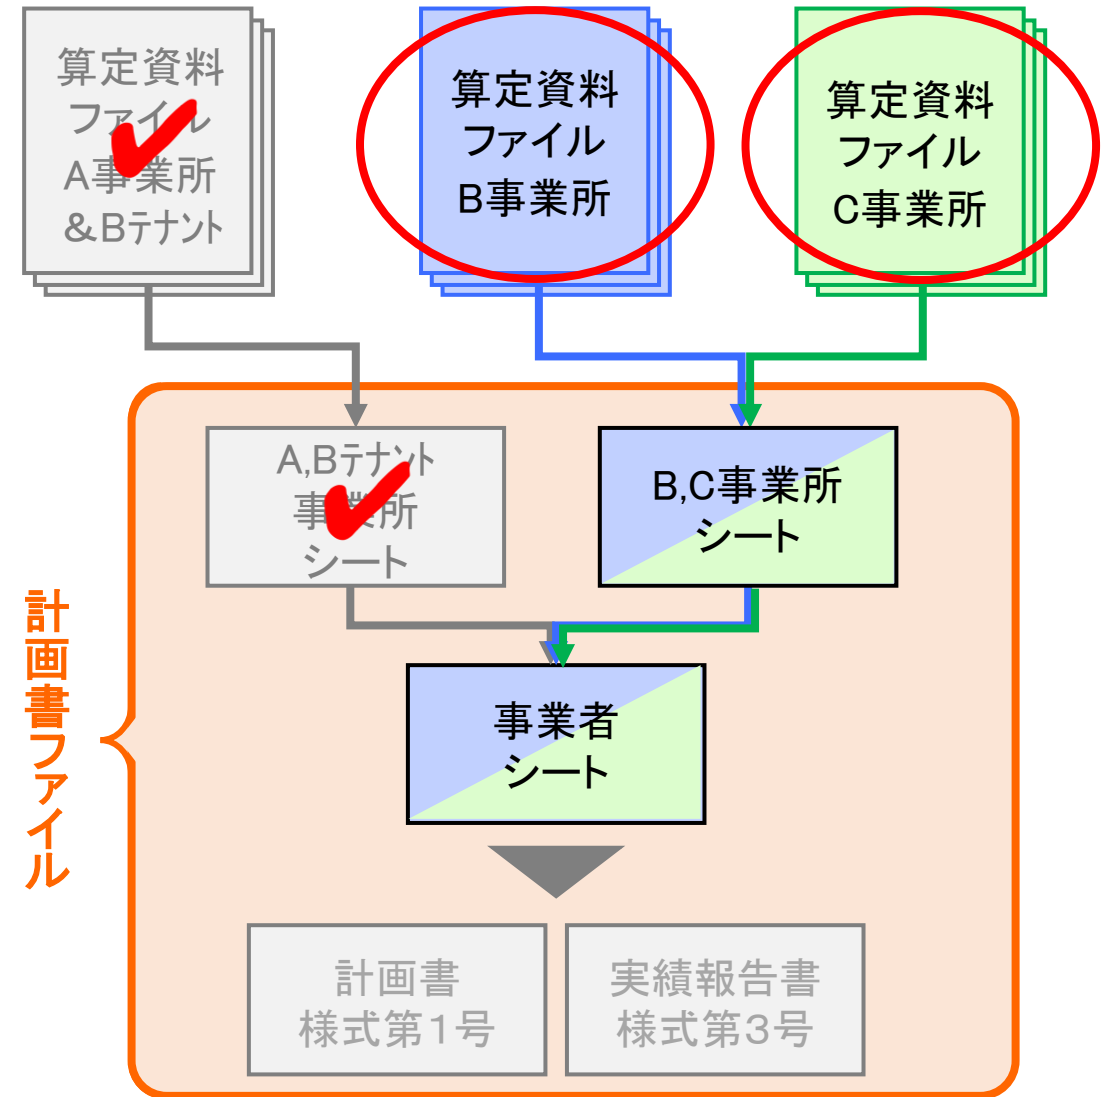 算定資料
ファイル
A事業所
＆Bﾃﾅﾝﾄ
算定資料
ファイル
B事業所
算定資料
ファイル
C事業所
A,Bﾃﾅﾝﾄ
事業所
シート
B,C事業所
シート
計画書ファイル
事業者
シート
計画書
様式第１号
実績報告書
様式第３号